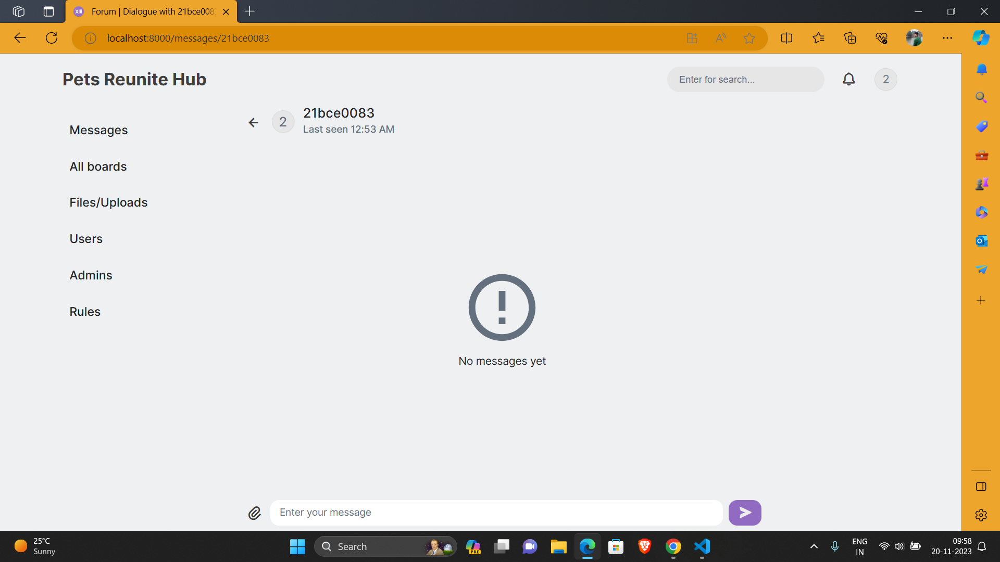 XIII Forum | Dialogue with 21bce008
localhost:8000/messages/21bce0083
Pets Reunite Hub
Enter for search...
2
Messages
All boards
Files/Uploads
Users
Admins
Rules
2
21bce0083
Last seen 12:53 AM
No messages yet
Enter your message
25°C
Sunny
Search
PRE
ENG
IN
09:58
20-11-2023